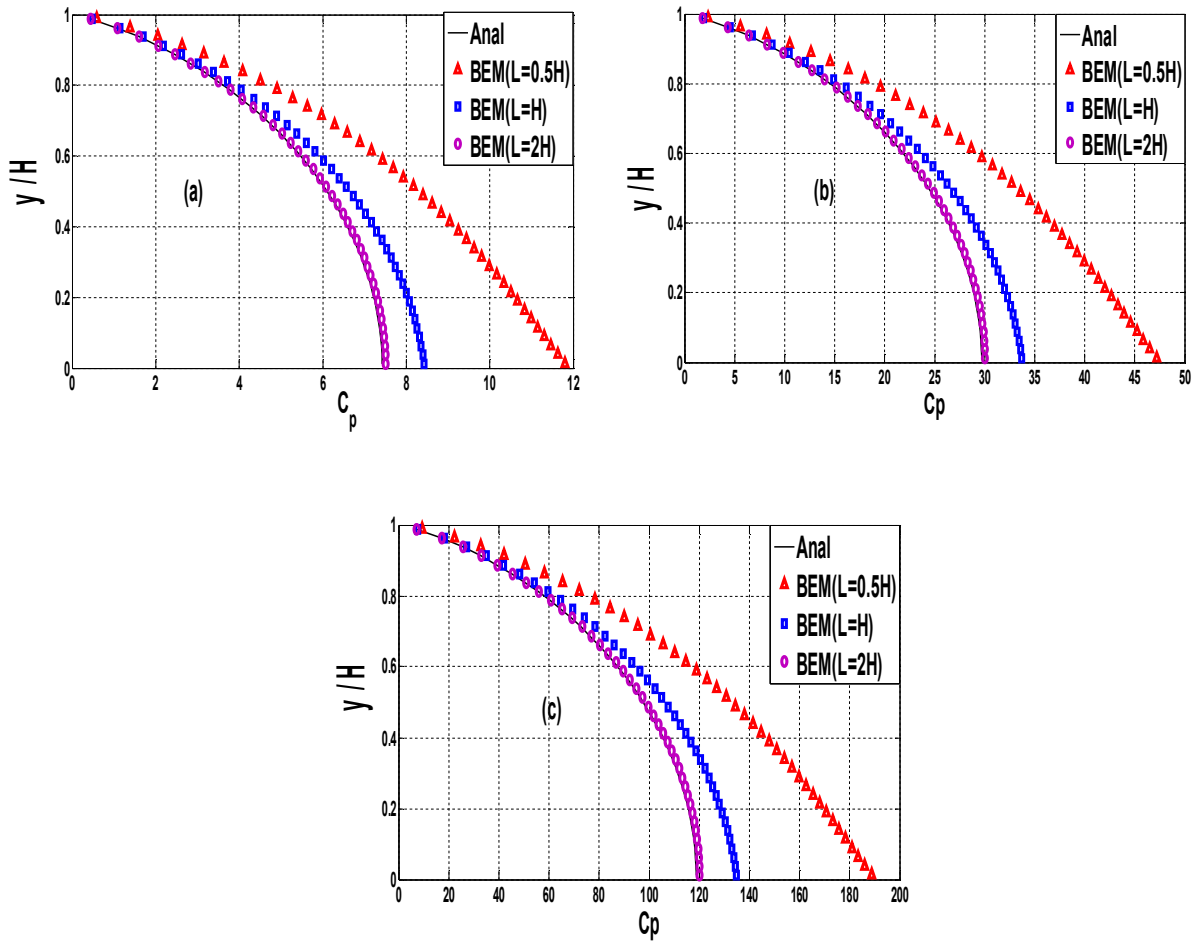 1
0.8
0.6
0.4
0.2
0
y / H
0 2 4 6 8 10 12
C_p
(a)
Anal
BEM(L=0.5H)
BEM(L=H)
BEM(L=2H)
1
0.8
0.6
0.4
0.2
0
y / H
0 5 10 15 20 25 30 35 40 45 50
Cp
(b)
Anal
BEM(L=0.5H)
BEM(L=H)
BEM(L=2H)
1
0.8
0.6
0.4
0.2
0
y / H
0 20 40 60 80 100 120 140 160 180 200
Cp
(c)
Anal
BEM(L=0.5H)
BEM(L=H)
BEM(L=2H)